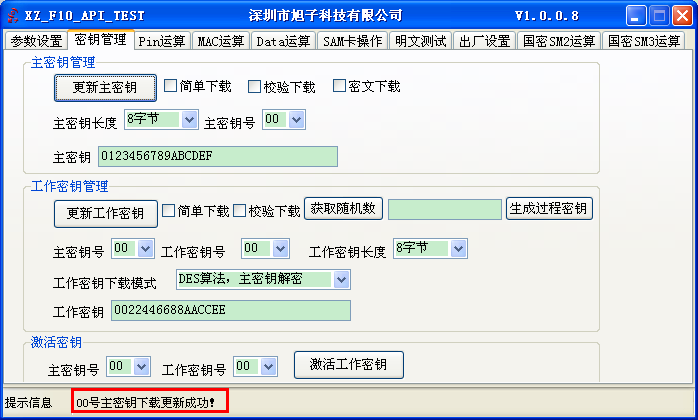 XZ_F10_API_TEST 深圳市旭子科技有限公司 V1.0.0.8
参数设置 密钥管理 Pin运算 MAC运算 Data运算 SAM卡操作 明文测试 出厂设置 国密SM2运算 国密SM3运算
主密钥管理
更新主密钥 简单下载 校验下载 密文下载
主密钥长度 8字节 主密钥号 00
主密钥 0123456789ABCDEF
工作密钥管理
更新工作密钥 简单下载 校验下载 获取随机数 生成过程密钥
主密钥号 00 工作密钥号 00 工作密钥长度 8字节
工作密钥下载模式 DES算法，主密钥解密
工作密钥 0022446688AACCEE
激活密钥
主密钥号 00 工作密钥号 00 激活工作密钥
提示信息 00号主密钥下载更新成功！